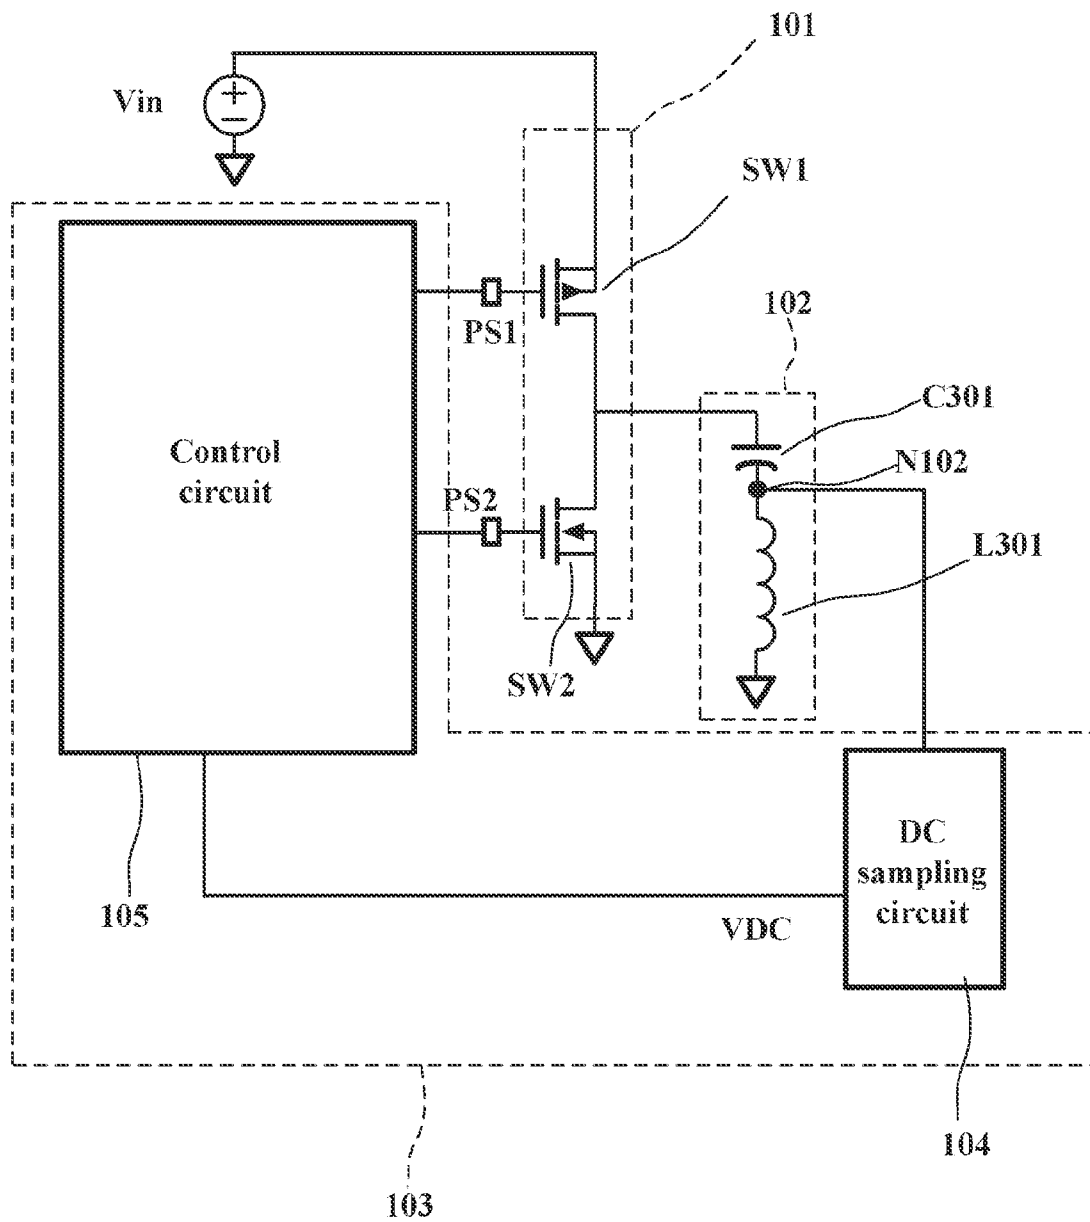 101
Vin
SW1
102
PS1
C301
Control
circuit
N102
PS2
L301
SW2
DC
sampling
circuit
105
VDC
104
103